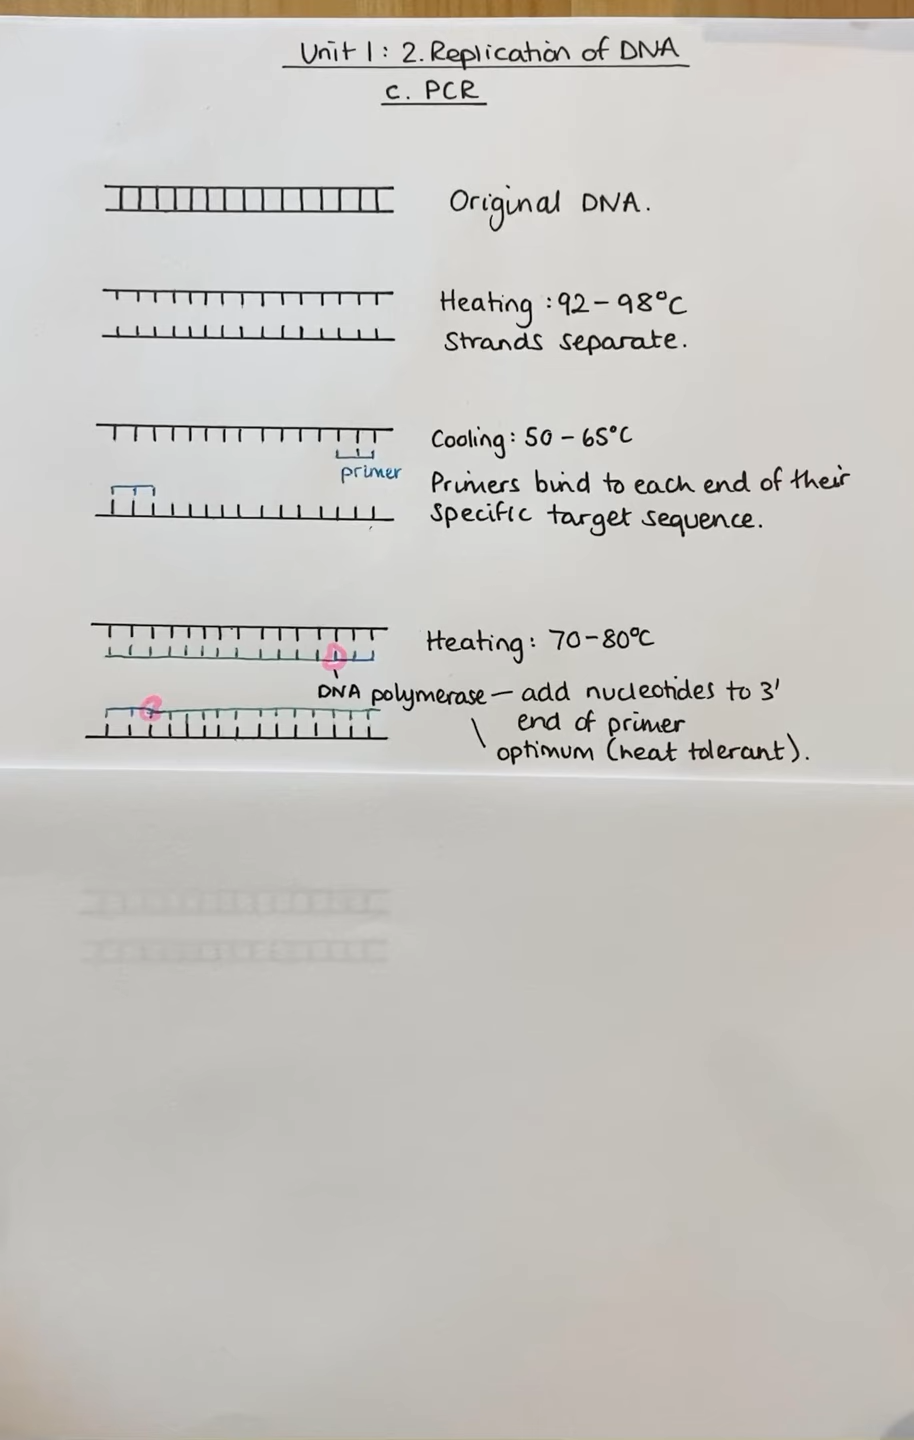 Unit 1: 2. Replication of DNA
c. PCR
Original DNA.
Heating: 92-98°C
Strands separate.
Cooling: 50-65°C
primer
Primers bind to each end of their
specific target sequence.
Heating: 70-80°C
DNA polymerase - add nucleotides to 3'
end of primer
optimum (heat tolerant).